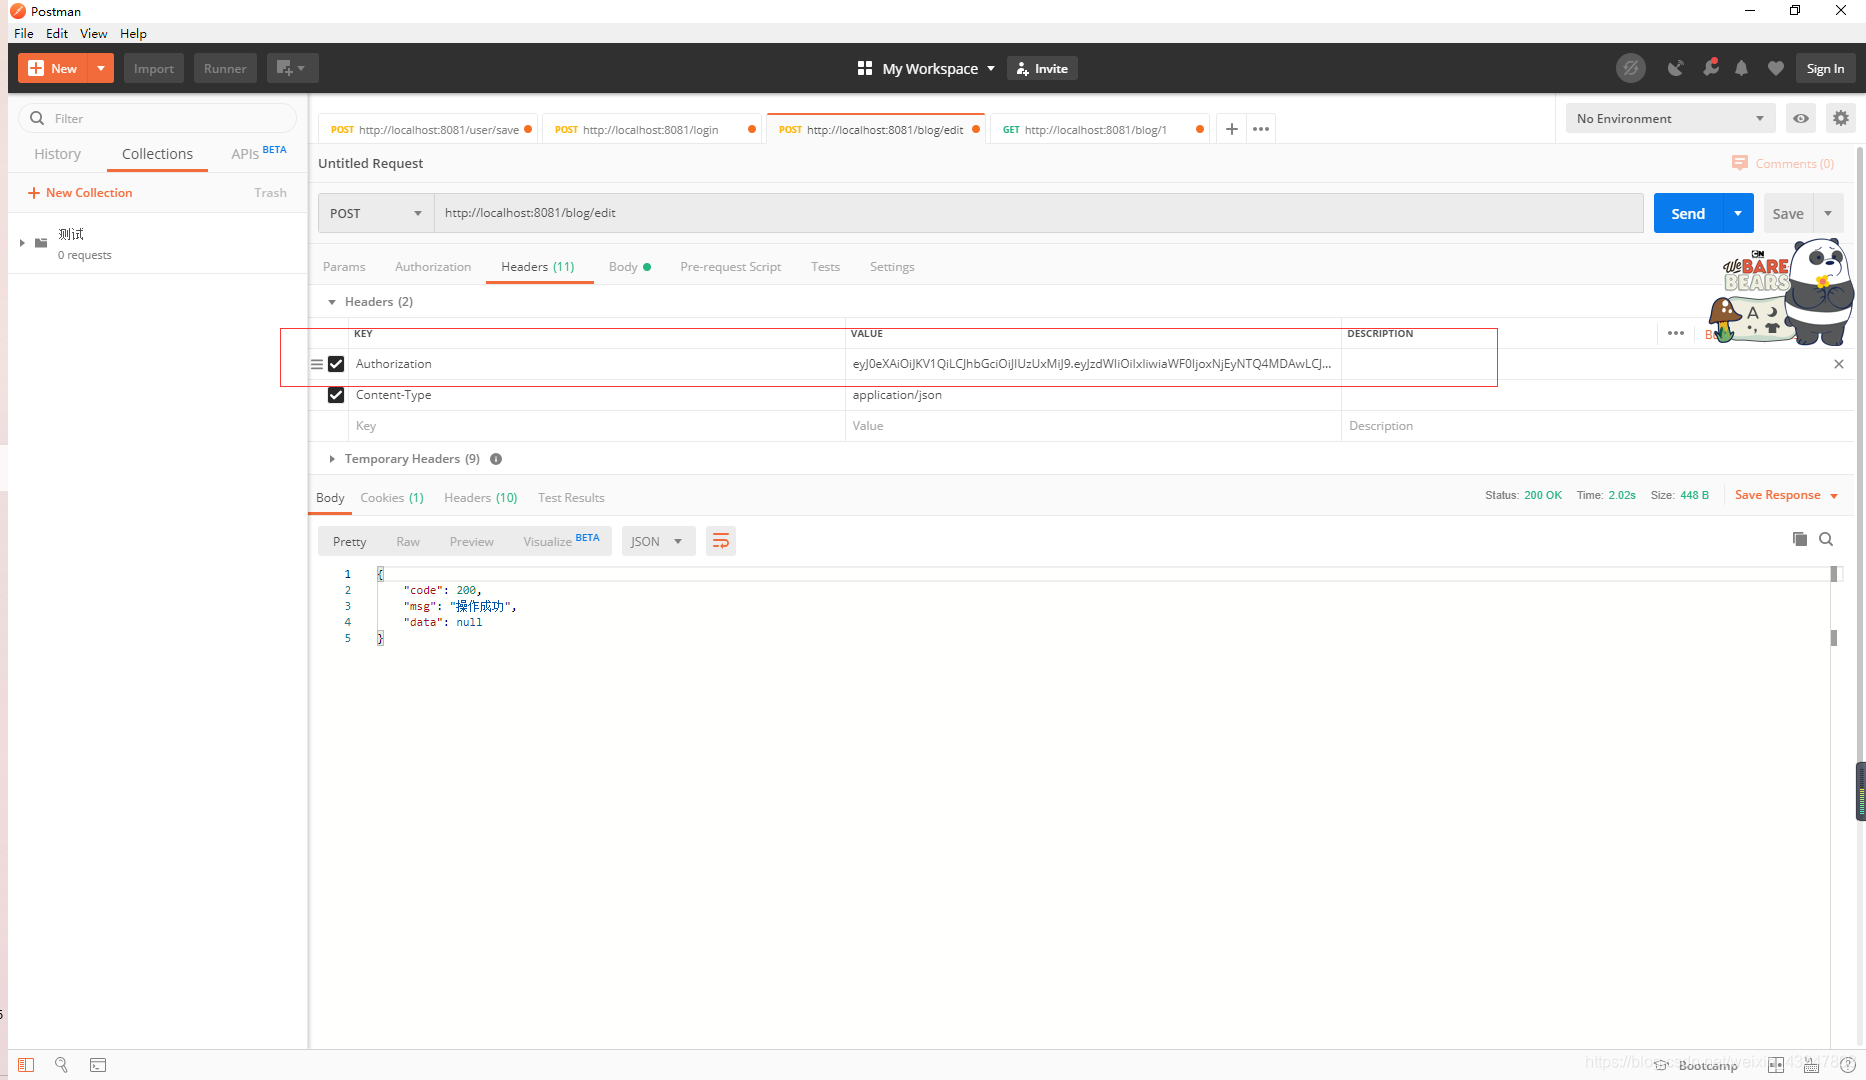 Postman
File Edit View Help
New Import Runner My Workspace Invite Sign In
Filter
History Collections APIs BETA
New Collection Trash
测试
0 requests
POST http://localhost:8081/user/save POST http://localhost:8081/login POST http://localhost:8081/blog/edit GET http://localhost:8081/blog/1
No Environment
Untitled Request Comments (0)
POST http://localhost:8081/blog/edit Send Save
Params Authorization Headers (11) Body Pre-request Script Tests Settings
CN
We BARE
BEARS
A
Headers (2)
KEY VALUE DESCRIPTION
Authorization eyJ0eXAiOiJKV1QiLCJhbGciOiJIUzUxMiJ9.eyJzdWIiOiIxIiwiaWF0IjoxNjEyNTQ4MDAwLCJ...
Content-Type application/json
Key Value Description
Temporary Headers (9)
Body Cookies (1) Headers (10) Test Results Status: 200 OK Time: 2.02s Size: 448 B Save Response
Pretty Raw Preview Visualize BETA JSON
1 {
2 "code": 200,
3 "msg": "操作成功",
4 "data": null
5 }
Bootcamp